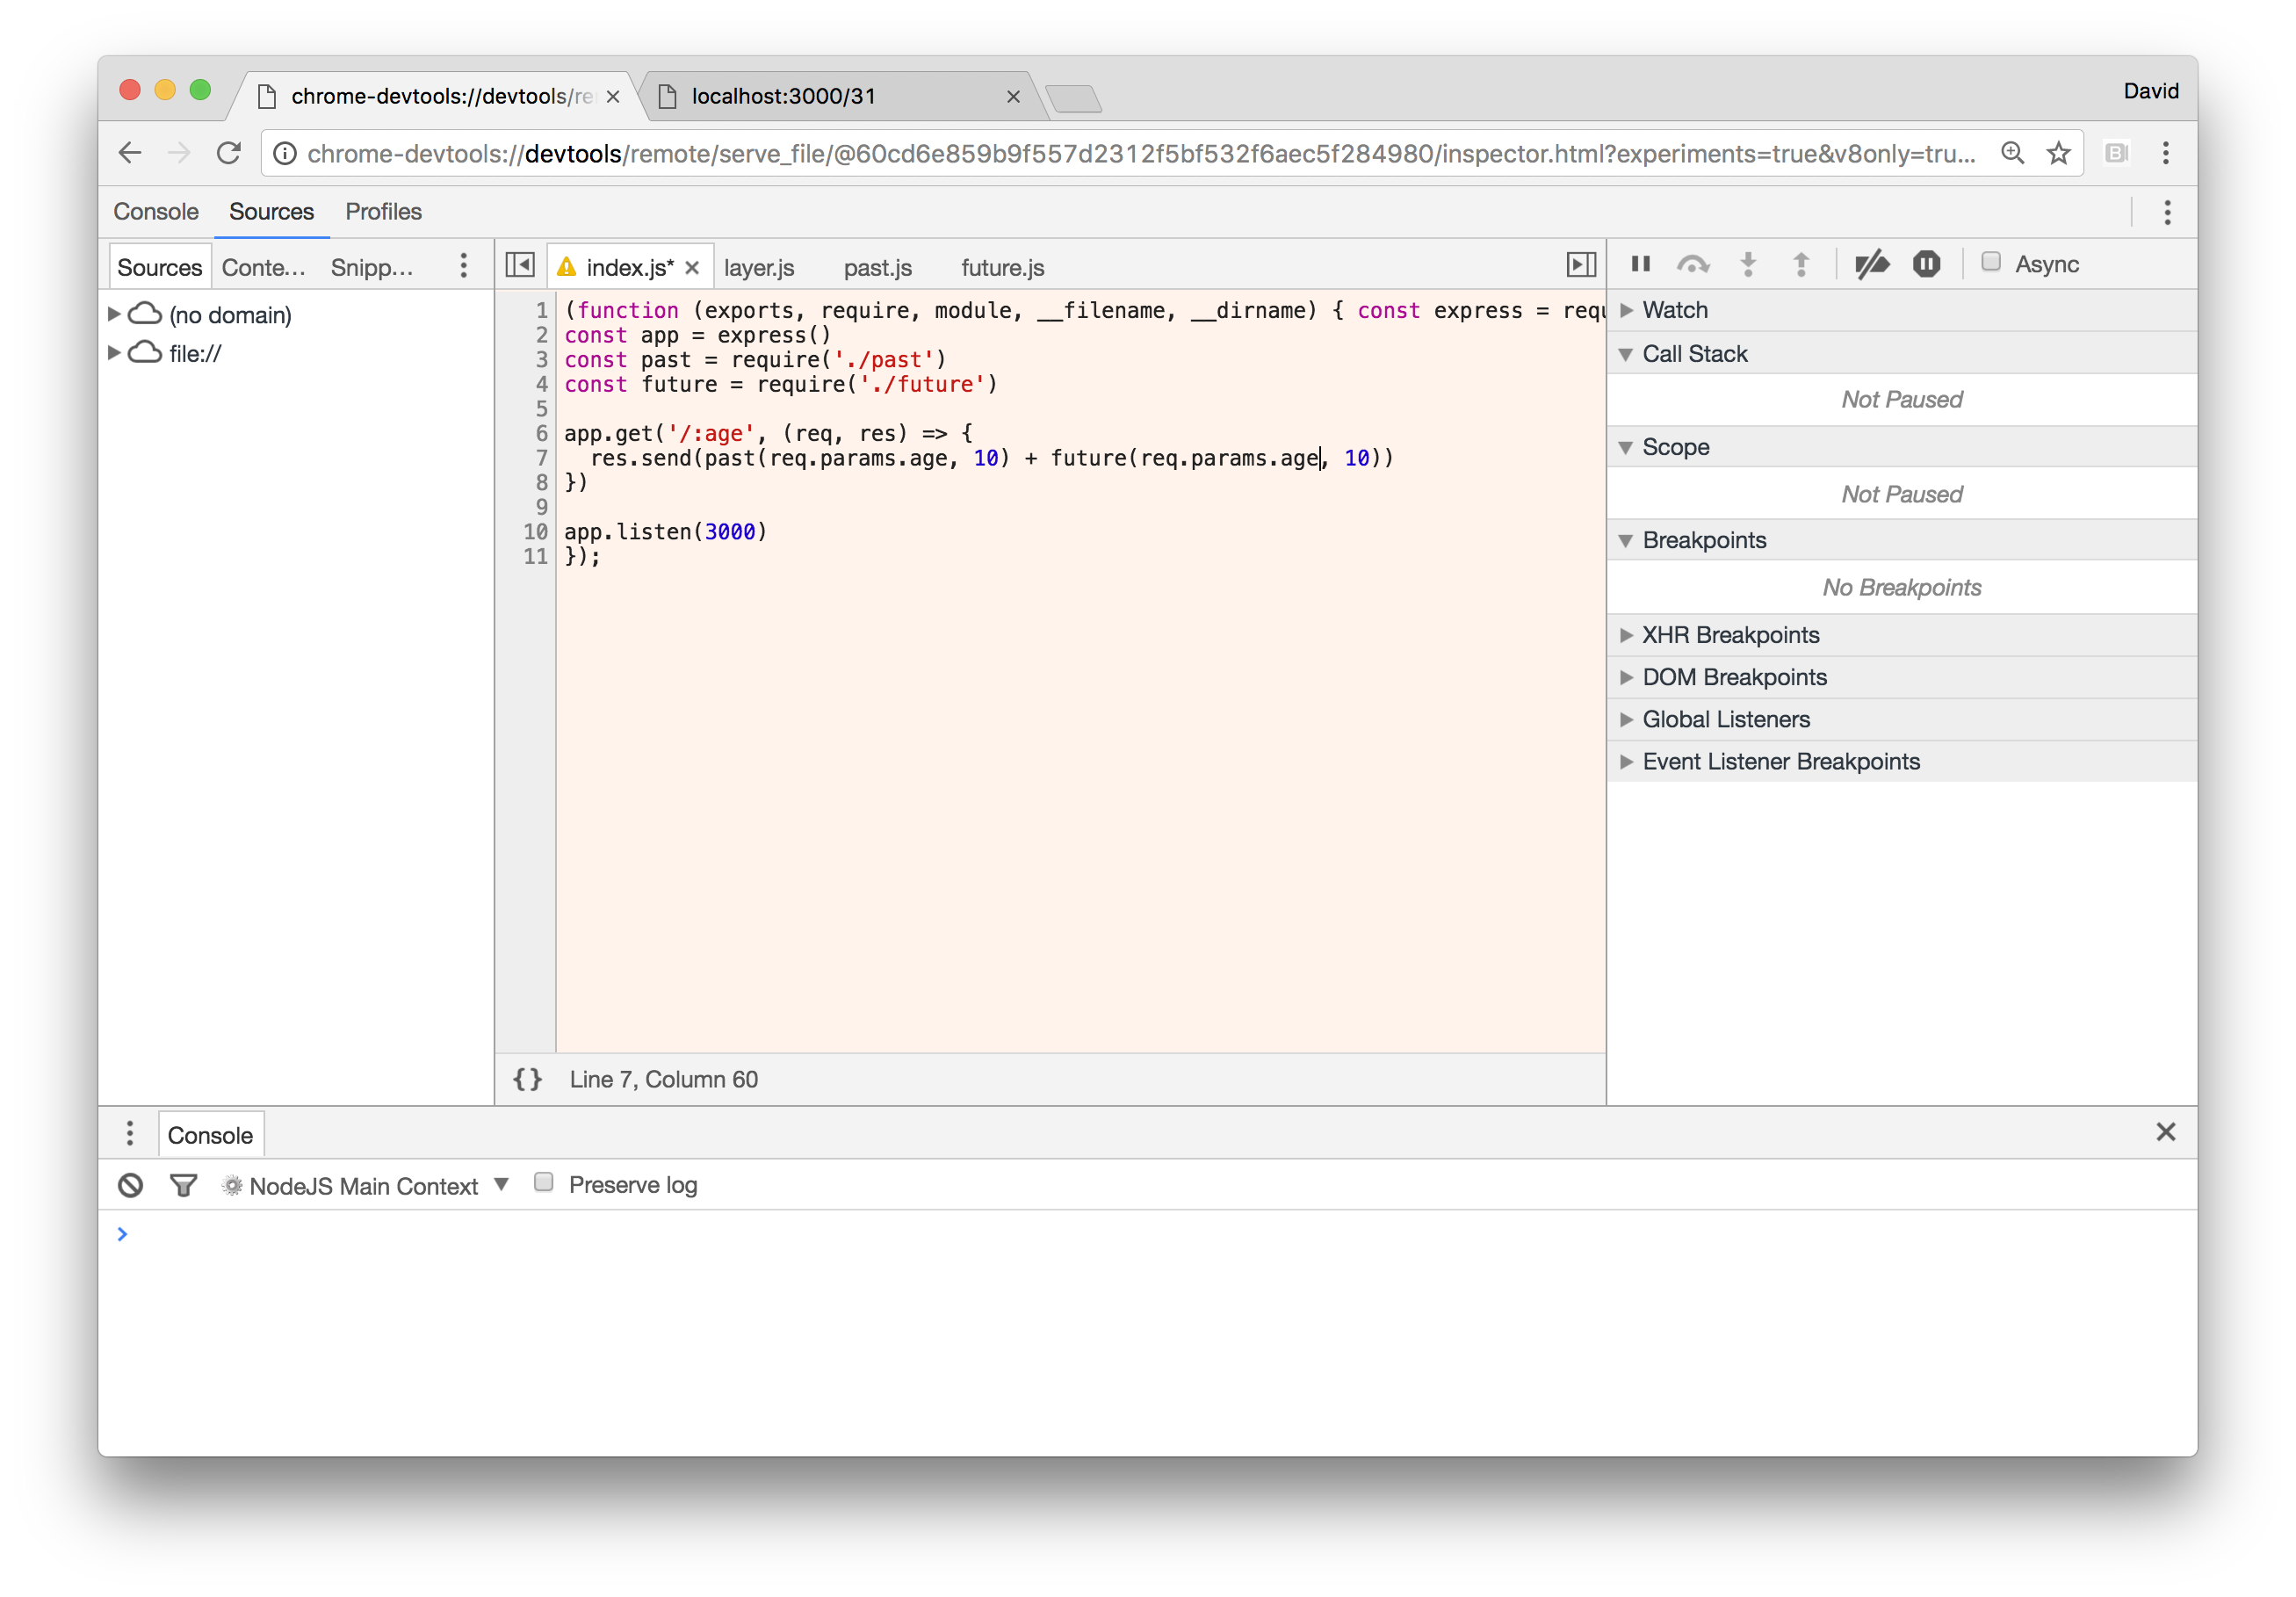 chrome-devtools://devtools/re
localhost:3000/31
David
chrome-devtools://devtools/remote/serve_file/@60cd6e859b9f557d2312f5bf532f6aec5f284980/inspector.html?experiments=true&v8only=tru...
Console Sources Profiles
Sources Conte... Snipp...
(no domain)
file://
index.js* layer.js past.js future.js
1 (function (exports, require, module, __filename, __dirname) { const express = requ
2 const app = express()
3 const past = require('./past')
4 const future = require('./future')
5
6 app.get('/:age', (req, res) => {
7 res.send(past(req.params.age, 10) + future(req.params.age, 10))
8 })
9
10 app.listen(3000)
11 });
{} Line 7, Column 60
Async
Watch
Call Stack
Not Paused
Scope
Not Paused
Breakpoints
No Breakpoints
XHR Breakpoints
DOM Breakpoints
Global Listeners
Event Listener Breakpoints
Console
NodeJS Main Context Preserve log